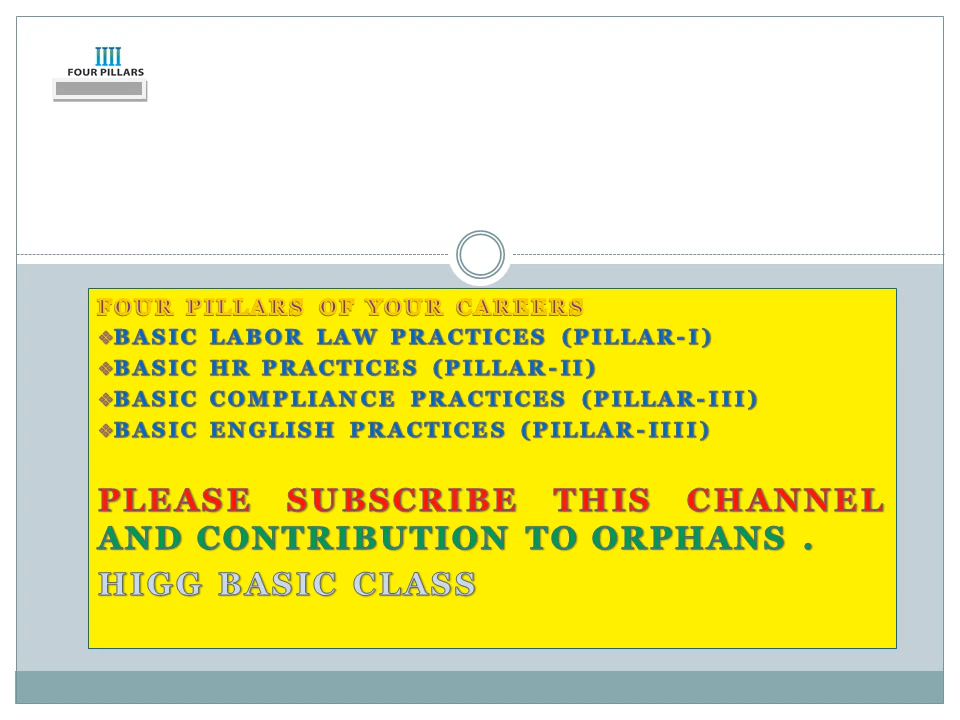 IIII
FOUR PILLARS
FOUR PILLARS OF YOUR CAREERS
❖BASIC LABOR LAW PRACTICES (PILLAR-I)
❖BASIC HR PRACTICES (PILLAR-II)
❖BASIC COMPLIANCE PRACTICES (PILLAR-III)
❖BASIC ENGLISH PRACTICES (PILLAR-IIII)
PLEASE SUBSCRIBE THIS CHANNEL
AND CONTRIBUTION TO ORPHANS .
HIGG BASIC CLASS